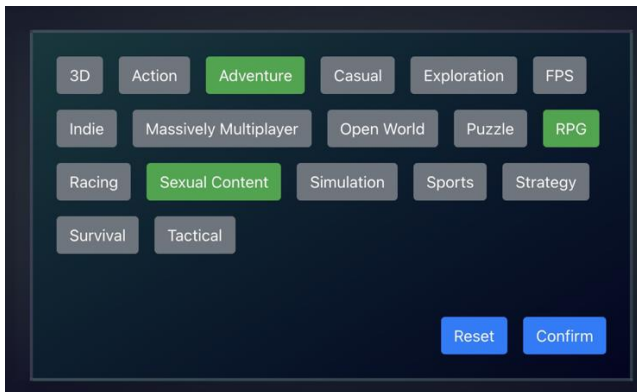 3D Action Adventure Casual Exploration FPS
Indie Massively Multiplayer Open World Puzzle RPG
Racing Sexual Content Simulation Sports Strategy
Survival Tactical
Reset Confirm